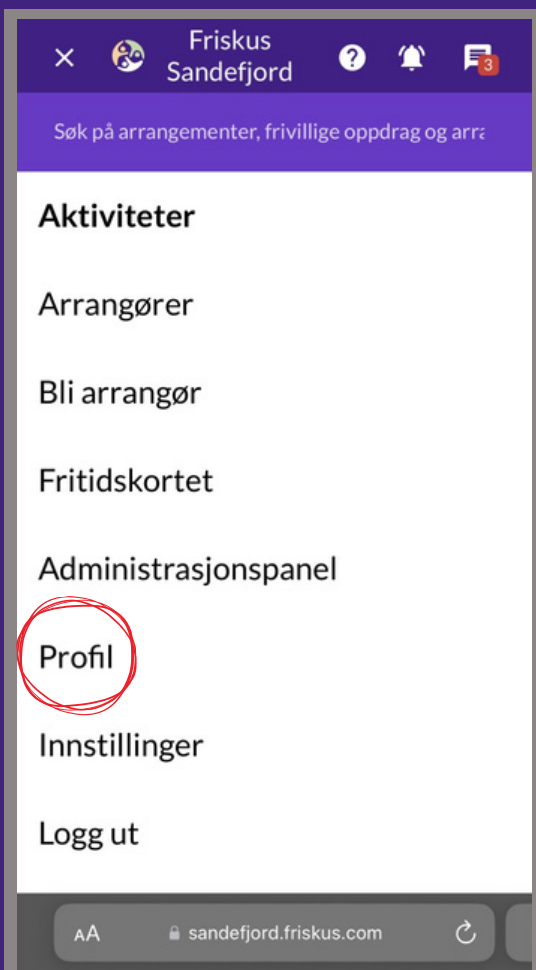 Friskus
Sandefjord
3
Søk på arrangementer, frivillige oppdrag og arra
Aktiviteter
Arrangører
Bli arrangør
Fritidskortet
Administrasjonspanel
Profil
Innstillinger
Logg ut
AA sandefjord.friskus.com